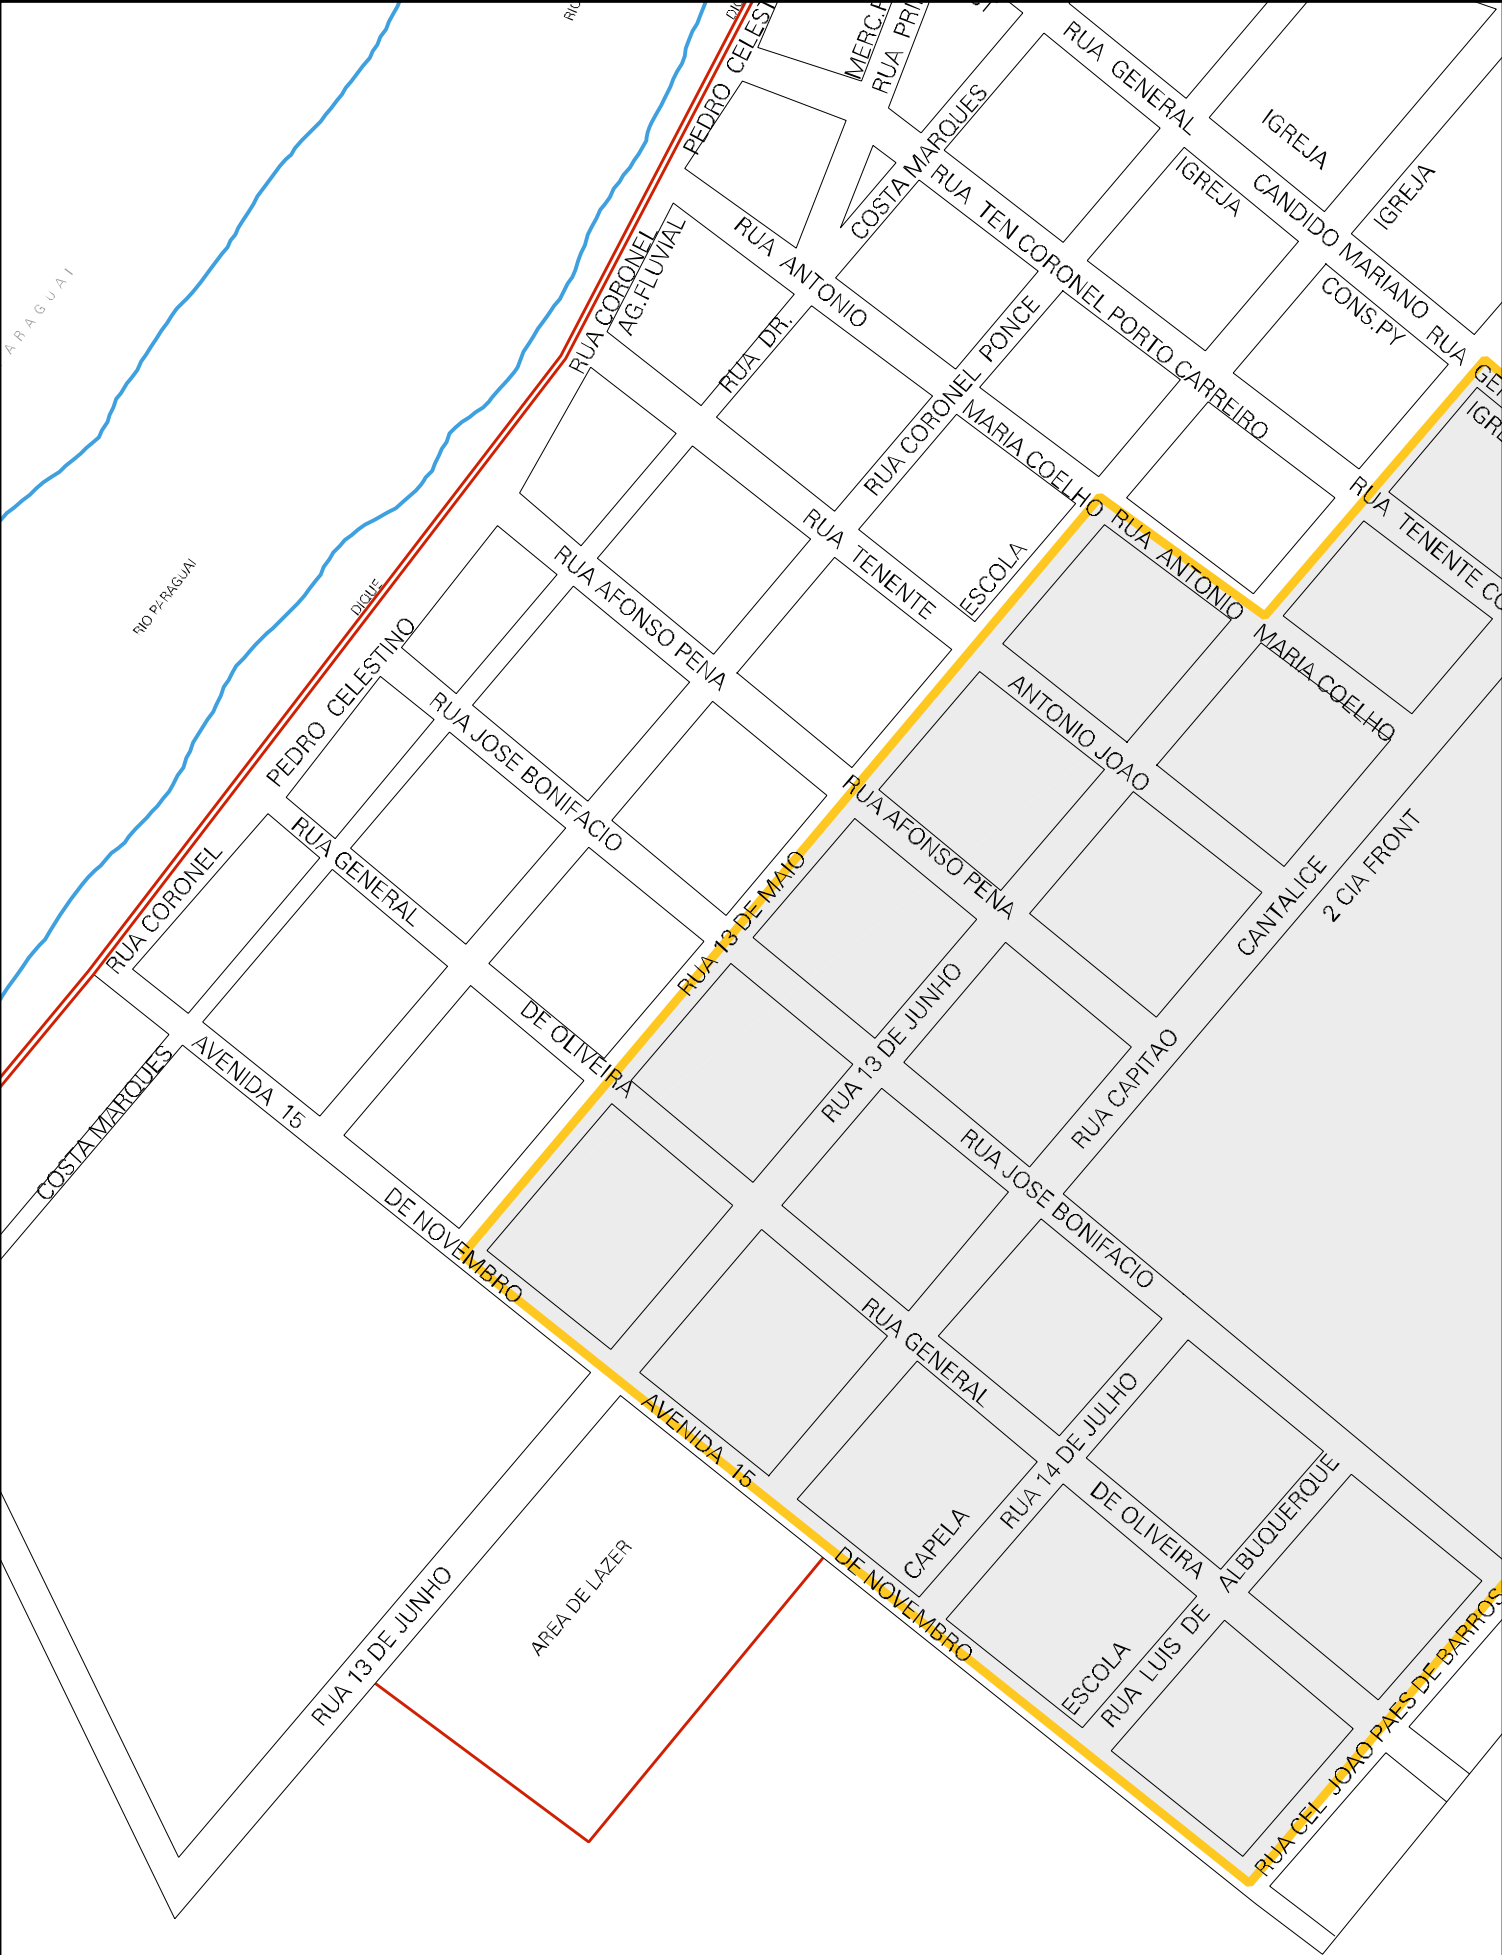 PEDRO CELEST
MERC.
RUA
RUA GENERAL
IGREJA
COSTA MARQUES
IGREJA
CANDIDO MARIANO
IGREJA
RUA TEN CORONEL PORTO CARREIRO
CONS.PY
RUA
RUA ANTONIO
RUA CORONEL
AG.FLUVIAL
RUA DR.
RUA CORONEL PONCE
MARIA COELHO
RUA TENENTE
RUA ANTONIO
ESCOLA
RUA TENENTE
MARIA COELHO
RIO PARAGUAI
DIQUE
RUA AFONSO PENA
PEDRO CELESTINO
RUA JOSE BONIFACIO
ANTONIO JOAO
RUA AFONSO PENA
2 CIA FRONT
CANTALICE
RUA CORONEL
RUA GENERAL
RUA 13 DE MAIO
RUA 13 DE JUNHO
RUA CAPITAO
COSTA MARQUES
AVENIDA 15
DE OLIVEIRA
RUA JOSE BONIFACIO
DE NOVEMBRO
RUA GENERAL
AVENIDA 15
RUA 14 DE JULHO
DE OLIVEIRA
ALBUQUERQUE
CAPELA
DE NOVEMBRO
AREA DE LAZER
RUA 13 DE JUNHO
ESCOLA
RUA LUIS DE
RUA CEL JOAO PAES DE BARROS